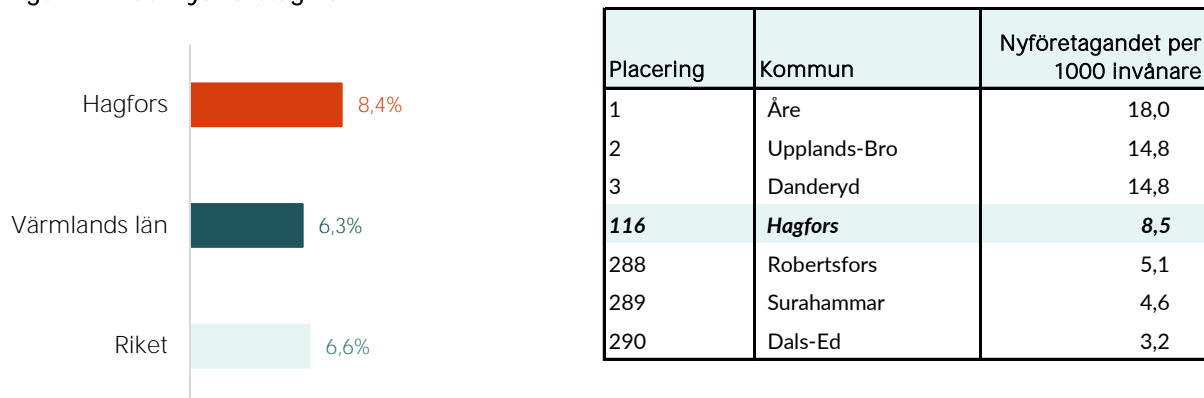 Hagfors
8,4%
Värmlands län
6,3%
Riket
6,6%
Placering Kommun Nyföretagandet per
1000 invånare
1 Åre 18,0
2 Upplands-Bro 14,8
3 Danderyd 14,8
116 Hagfors 8,5
288 Robertsfors 5,1
289 Surahammar 4,6
290 Dals-Ed 3,2